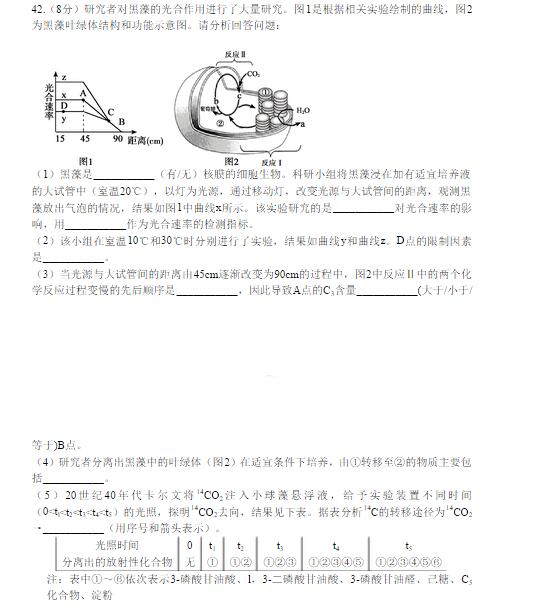 42.（8分）研究者对黑藻的光合作用进行了大量研究。图1是根据相关实验绘制的曲线，图2
为黑藻叶绿体结构和功能示意图。请分析回答问题：
光合速率
z
x
A
D
y
C
B
15 45 90 距离(cm)
图1
反应Ⅱ
CO₂
c
b
葡萄糖
①
②
H₂O
a
图2
反应Ⅰ
（1）黑藻是__________（有/无）核膜的细胞生物。科研小组将黑藻浸在加有适宜培养液
的大试管中（室温20℃），以灯为光源，通过移动灯，改变光源与大试管间的距离，观测黑
藻放出气泡的情况，结果如图1中曲线x所示。该实验研究的是__________对光合速率的影
响，用__________作为光合速率的检测指标。
（2）该小组在室温10℃和30℃时分别进行了实验，结果如曲线y和曲线z。D点的限制因素
是__________。
（3）当光源与大试管间的距离由45cm逐渐改变为90cm的过程中，图2中反应Ⅱ中的两个化
学反应过程变慢的先后顺序是__________，因此导致A点的C₃含量__________(大于/小于/
等于)B点。
（4）研究者分离出黑藻中的叶绿体（图2）在适宜条件下培养，由①转移至②的物质主要包
括__________。
（5）20世纪40年代卡尔文将¹⁴CO₂注入小球藻悬浮液，给予实验装置不同时间
（0<t₁<t₂<t₃<t₄<t₅）的光照，探明¹⁴CO₂去向，结果见下表。据表分析¹⁴C的转移途径为¹⁴CO₂
→__________（用序号和箭头表示）。
光照时间 0 t₁ t₂ t₃ t₄ t₅
分离出的放射性化合物 无 ① ①② ①②③ ①②③④⑤ ①②③④⑤⑥
注：表中①～⑥依次表示3-磷酸甘油酸、1，3-二磷酸甘油酸、3-磷酸甘油醛、己糖、C₅
化合物、淀粉